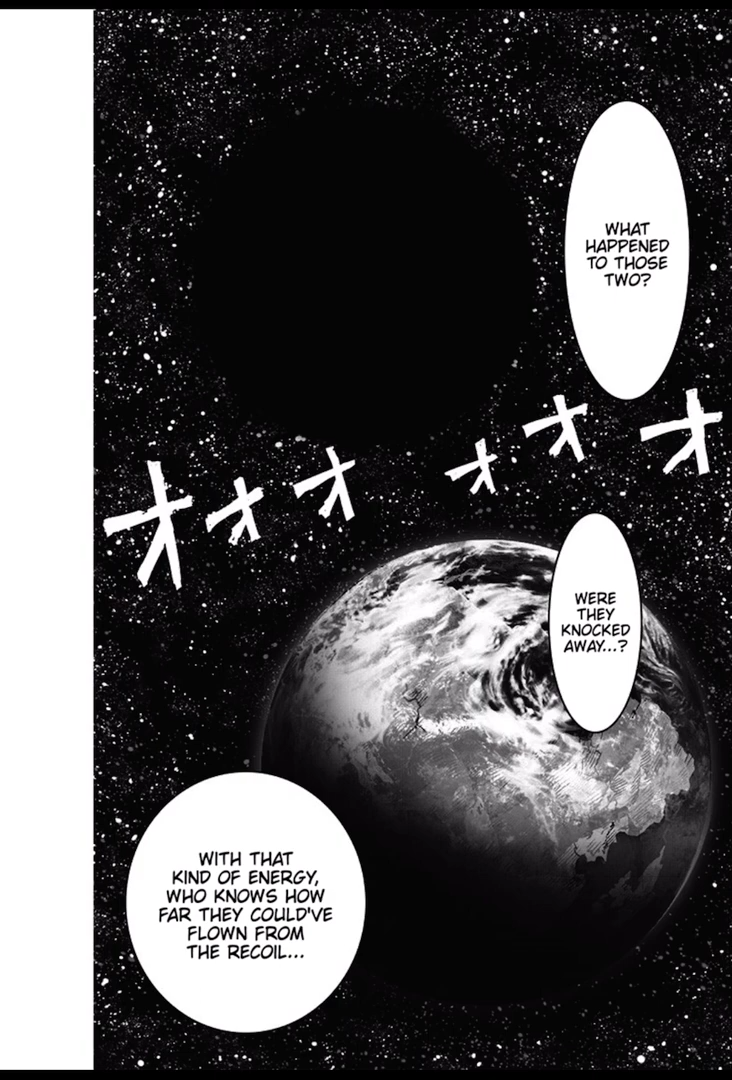 WHAT
HAPPENED
TO THOSE
TWO?
オオオオオオ
WERE
THEY
KNOCKED
AWAY...?
WITH THAT
KIND OF ENERGY,
WHO KNOWS HOW
FAR THEY COULD'VE
FLOWN FROM
THE RECOIL...